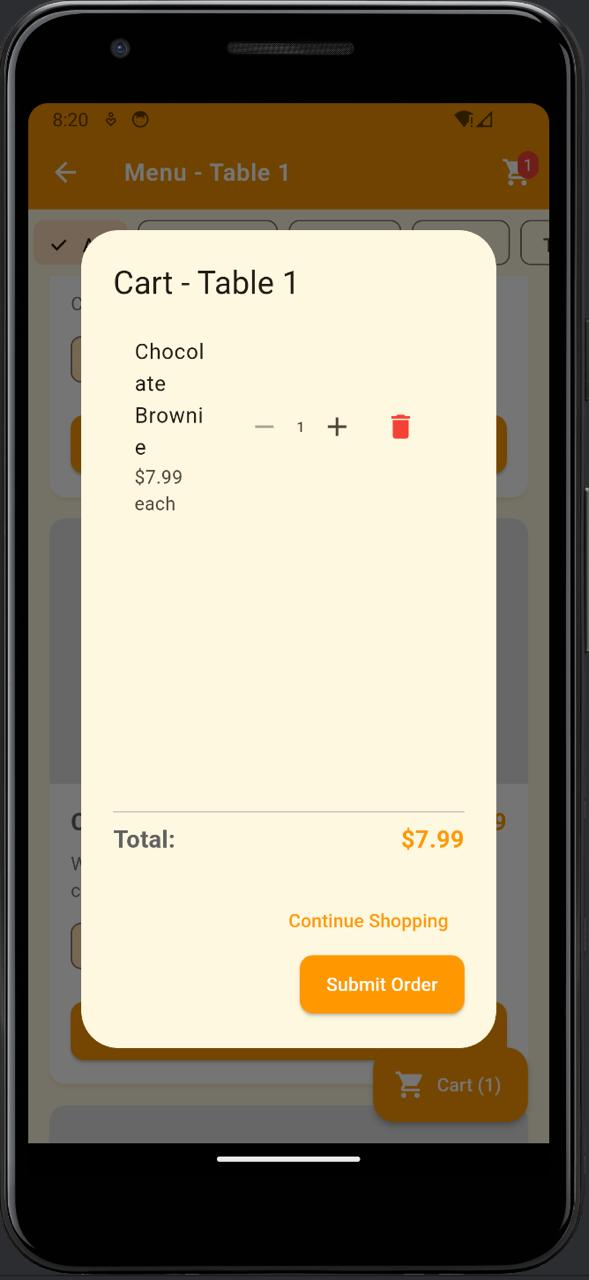 8:20
Menu - Table 1
1
Cart - Table 1
Chocol
ate
Browni
e
$7.99
each
1
Total:
$7.99
Continue Shopping
Submit Order
Cart (1)